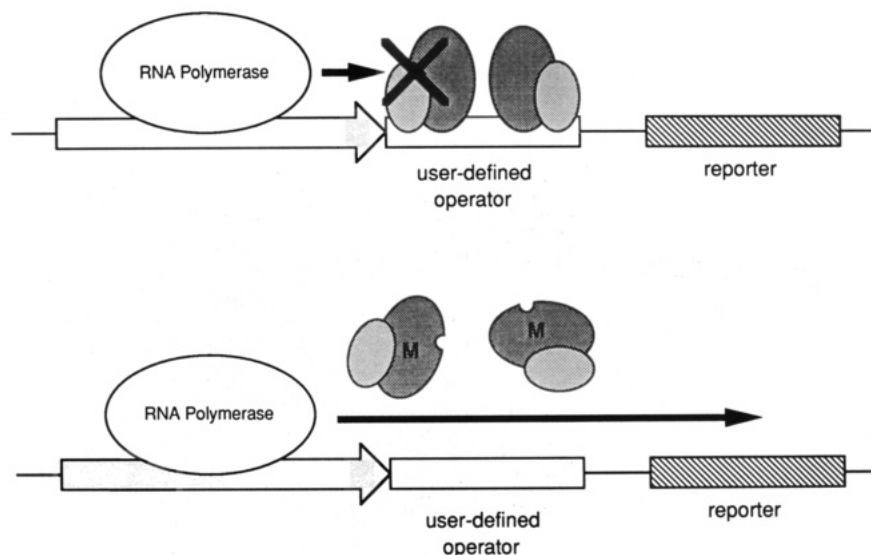 RNA Polymerase
user-defined
operator
reporter
M
M
RNA Polymerase
user-defined
operator
reporter